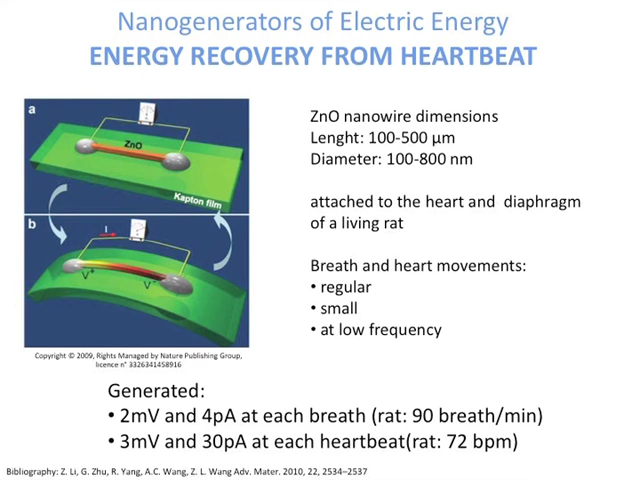 Nanogenerators of Electric Energy
ENERGY RECOVERY FROM HEARTBEAT
a
ZnO
Kapton film
b
I
V+
V-
Copyright © 2009, Rights Managed by Nature Publishing Group,
licence n° 3326341458916
ZnO nanowire dimensions
Lenght: 100-500 µm
Diameter: 100-800 nm
attached to the heart and diaphragm
of a living rat
Breath and heart movements:
• regular
• small
• at low frequency
Generated:
• 2mV and 4pA at each breath (rat: 90 breath/min)
• 3mV and 30pA at each heartbeat(rat: 72 bpm)
Bibliography: Z. Li, G. Zhu, R. Yang, A.C. Wang, Z. L. Wang Adv. Mater. 2010, 22, 2534–2537